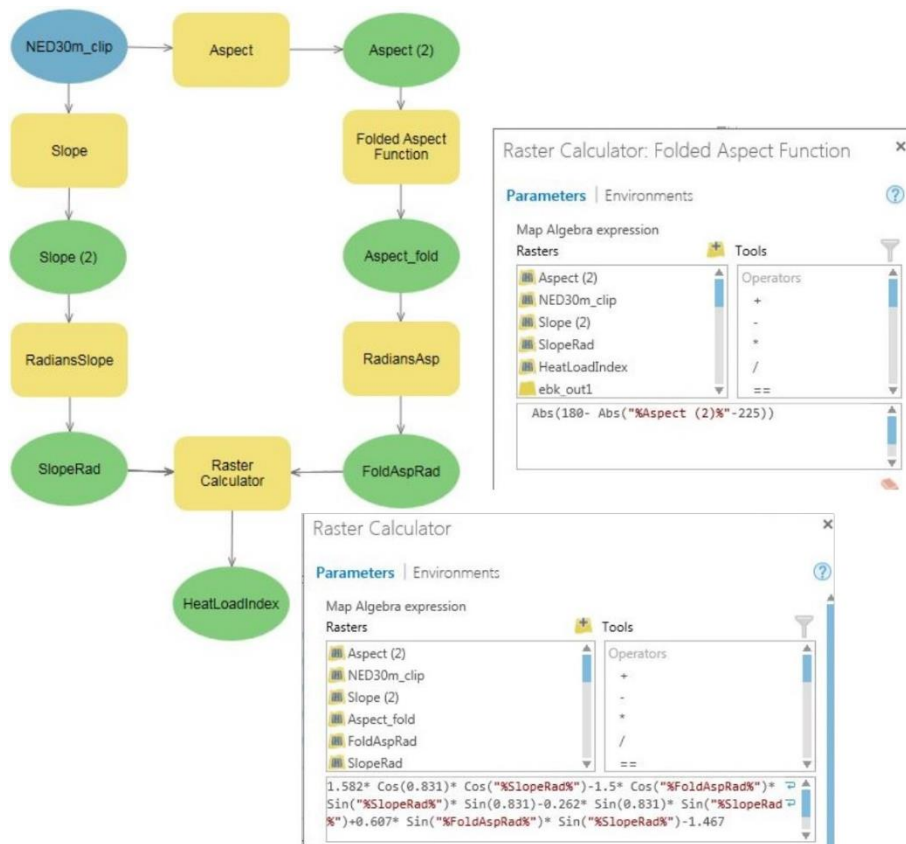 NED30m_clip
Aspect
Aspect (2)
Slope
Folded Aspect
Function
Slope (2)
Aspect_fold
RadiansSlope
RadiansAsp
SlopeRad
Raster
Calculator
FoldAspRad
HeatLoadIndex
Raster Calculator: Folded Aspect Function
Parameters | Environments
Map Algebra expression
Rasters
Tools
Aspect (2)
NED30m_clip
Slope (2)
SlopeRad
HeatLoadIndex
ebk_out1
Operators
+
-
*
/
==
Abs(180- Abs("%Aspect (2)%"-225))
Raster Calculator
Parameters | Environments
Map Algebra expression
Rasters
Tools
Aspect (2)
NED30m_clip
Slope (2)
Aspect_fold
FoldAspRad
SlopeRad
Operators
+
-
*
/
==
1.582* Cos(0.831)* Cos("%SlopeRad%")-1.5* Cos("%FoldAspRad%")*
Sin("%SlopeRad%")* Sin(0.831)-0.262* Sin(0.831)* Sin("%SlopeRad
%")+0.607* Sin("%FoldAspRad%")* Sin("%SlopeRad%")-1.467